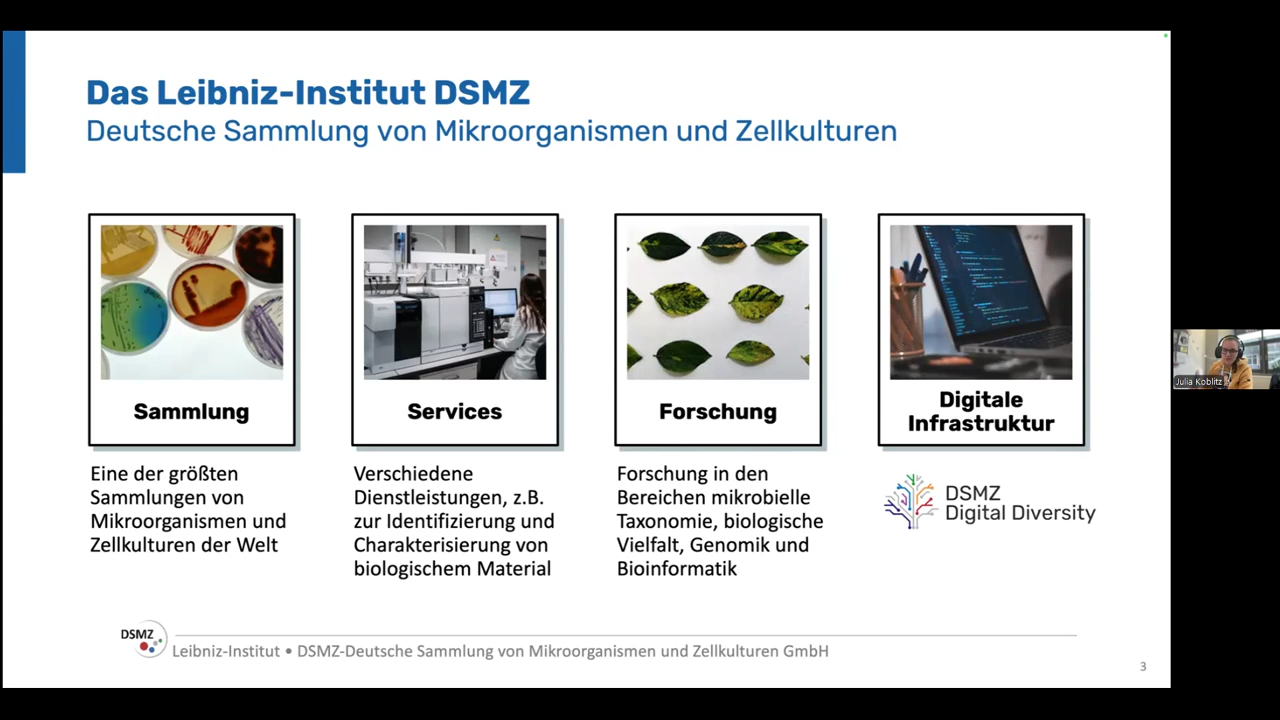 Das Leibniz-Institut DSMZ
Deutsche Sammlung von Mikroorganismen und Zellkulturen
Sammlung
Eine der größten
Sammlungen von
Mikroorganismen und
Zellkulturen der Welt
Services
Verschiedene
Dienstleistungen, z.B.
zur Identifizierung und
Charakterisierung von
biologischem Material
Forschung
Forschung in den
Bereichen mikrobielle
Taxonomie, biologische
Vielfalt, Genomik und
Bioinformatik
Digitale
Infrastruktur
DSMZ
Digital Diversity
Julia Koblitz
DSMZ
Leibniz-Institut • DSMZ-Deutsche Sammlung von Mikroorganismen und Zellkulturen GmbH
3